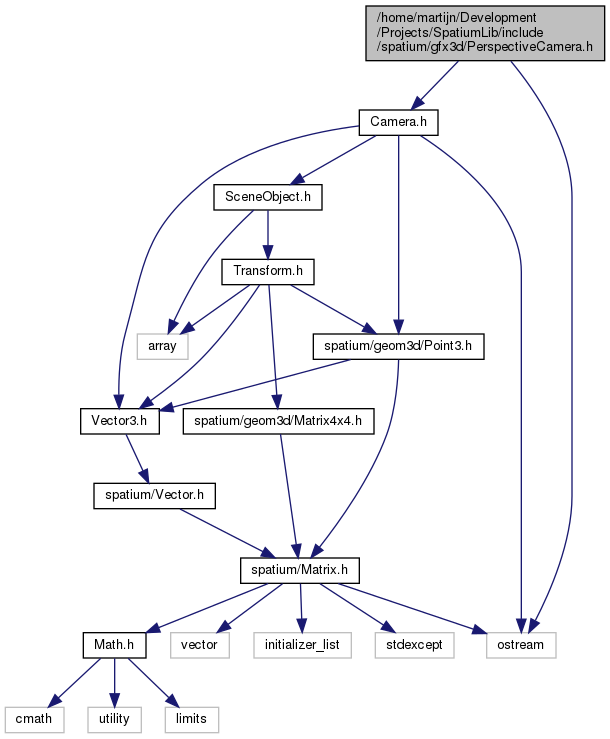 /home/martijn/Development
/Projects/SpatiumLib/include
/spatium/gfx3d/PerspectiveCamera.h
Camera.h
SceneObject.h
Transform.h
array
spatium/geom3d/Point3.h
Vector3.h
spatium/geom3d/Matrix4x4.h
spatium/Vector.h
spatium/Matrix.h
Math.h
vector
initializer_list
stdexcept
ostream
cmath
utility
limits